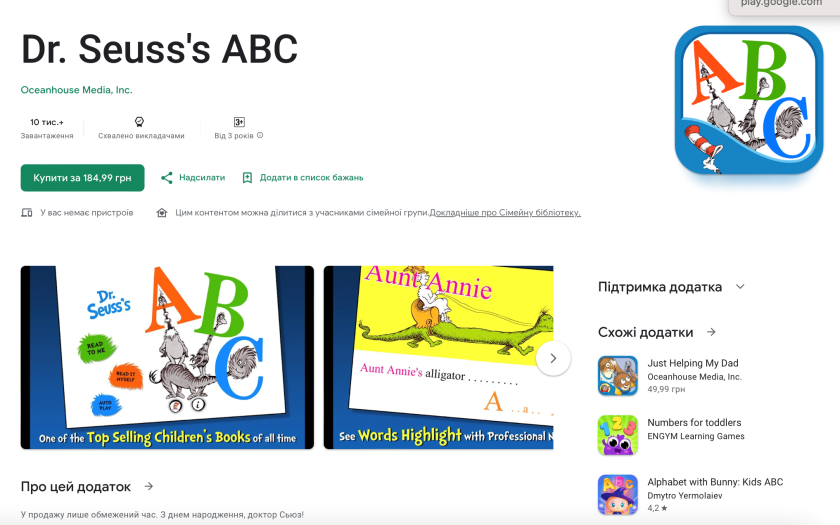 play.google.com
Dr. Seuss's ABC
Oceanhouse Media, Inc.
10 тис.+
Завантаження
Схвалено викладачами
3+
Від 3 років
Купити за 184,99 грн
Надсилати
Додати в список бажань
У вас немає пристроїв
Цим контентом можна ділитися з учасниками сімейної групи.Докладніше про Сімейну бібліотеку.
ABC
Dr.
Seuss's
ABC
READ
TO ME
READ IT
MYSELF
AUTO
PLAY
One of the Top Selling Children's Books of all time
Aunt Annie
Aunt Annie's alligator . . . . . . . . .
A . . a . .
See Words Highlight with Professional N
Підтримка додатка
Схожі додатки
Just Helping My Dad
Oceanhouse Media, Inc.
49,99 грн
Numbers for toddlers
ENGYM Learning Games
Alphabet with Bunny: Kids ABC
Dmytro Yermolaiev
4,2 ★
Про цей додаток
У продажу лише обмежений час. З днем народження, доктор Сьюз!